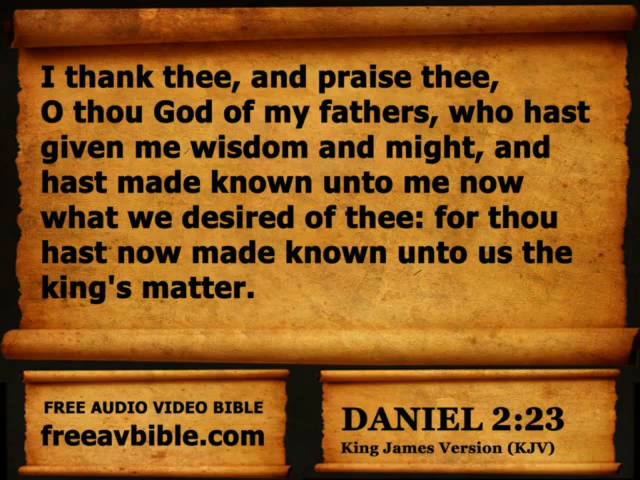 I thank thee, and praise thee,
O thou God of my fathers, who hast
given me wisdom and might, and
hast made known unto me now
what we desired of thee: for thou
hast now made known unto us the
king's matter.
FREE AUDIO VIDEO BIBLE
freeavbible.com
DANIEL 2:23
King James Version (KJV)